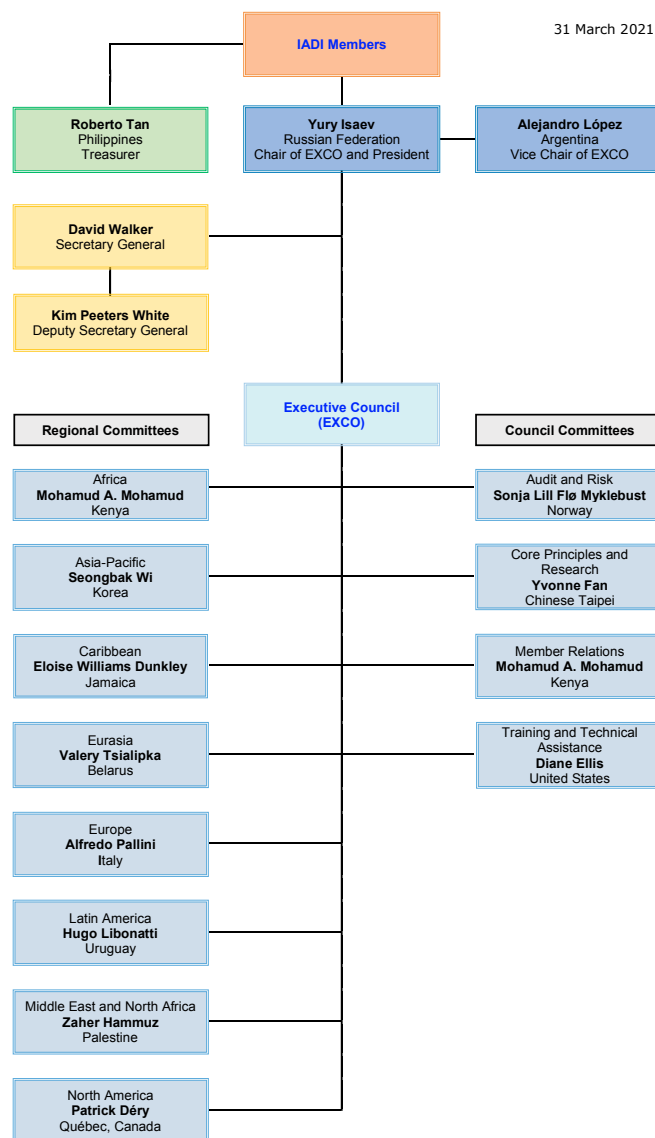 31 March 2021
IADI Members
Roberto Tan
Philippines
Treasurer
Yury Isaev
Russian Federation
Chair of EXCO and President
Alejandro López
Argentina
Vice Chair of EXCO
David Walker
Secretary General
Kim Peeters White
Deputy Secretary General
Executive Council
(EXCO)
Regional Committees
Council Committees
Africa
Mohamud A. Mohamud
Kenya
Audit and Risk
Sonja Lill Flø Myklebust
Norway
Asia-Pacific
Seongbak Wi
Korea
Core Principles and
Research
Yvonne Fan
Chinese Taipei
Caribbean
Eloise Williams Dunkley
Jamaica
Member Relations
Mohamud A. Mohamud
Kenya
Eurasia
Valery Tsialipka
Belarus
Training and Technical
Assistance
Diane Ellis
United States
Europe
Alfredo Pallini
Italy
Latin America
Hugo Libonatti
Uruguay
Middle East and North Africa
Zaher Hammuz
Palestine
North America
Patrick Déry
Québec, Canada